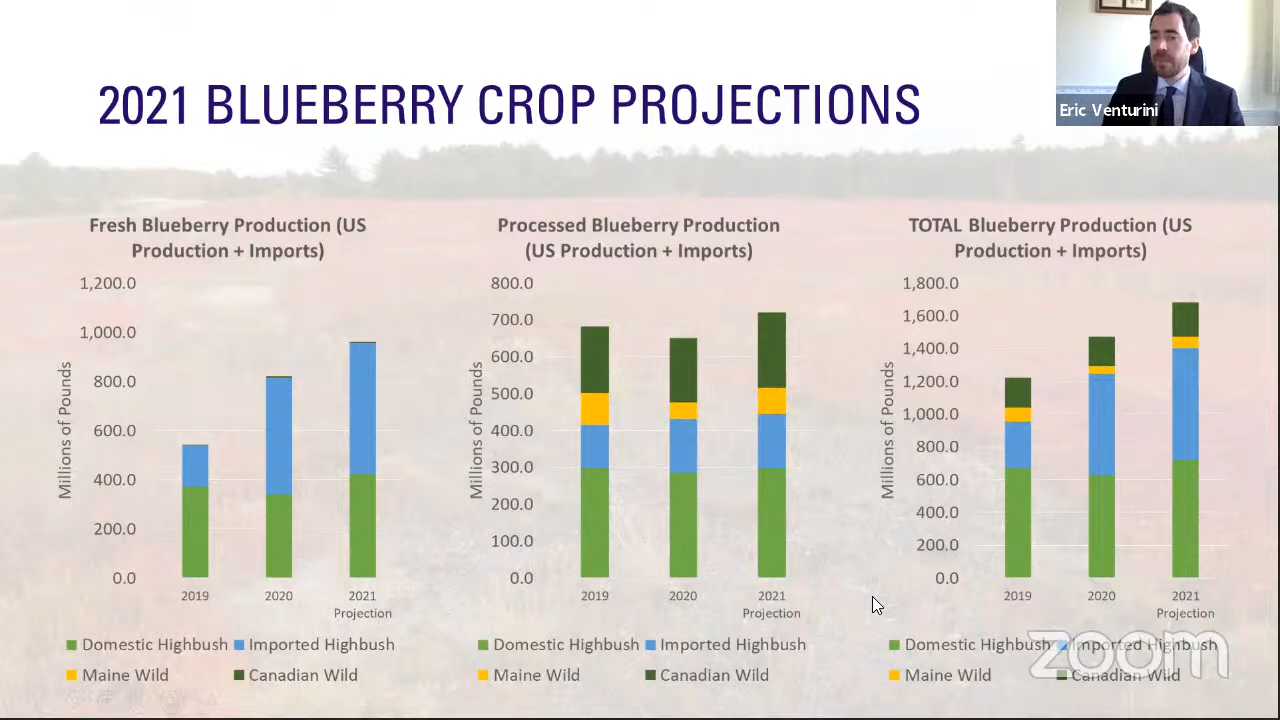 2021 BLUEBERRY CROP PROJECTIONS
Eric Venturini
Fresh Blueberry Production (US
Production + Imports)
1,200.0
1,000.0
800.0
600.0
400.0
200.0
0.0
Millions of Pounds
2019
2020
2021
Projection
Domestic Highbush
Imported Highbush
Maine Wild
Canadian Wild
Processed Blueberry Production
(US Production + Imports)
800.0
700.0
600.0
500.0
400.0
300.0
200.0
100.0
0.0
Millions of Pounds
2019
2020
2021
Projection
Domestic Highbush
Imported Highbush
Maine Wild
Canadian Wild
TOTAL Blueberry Production (US
Production + Imports)
1,800.0
1,600.0
1,400.0
1,200.0
1,000.0
800.0
600.0
400.0
200.0
0.0
Millions of Pounds
2019
2020
2021
Projection
Domestic Highbush
Imported Highbush
Maine Wild
Canadian Wild
zoom